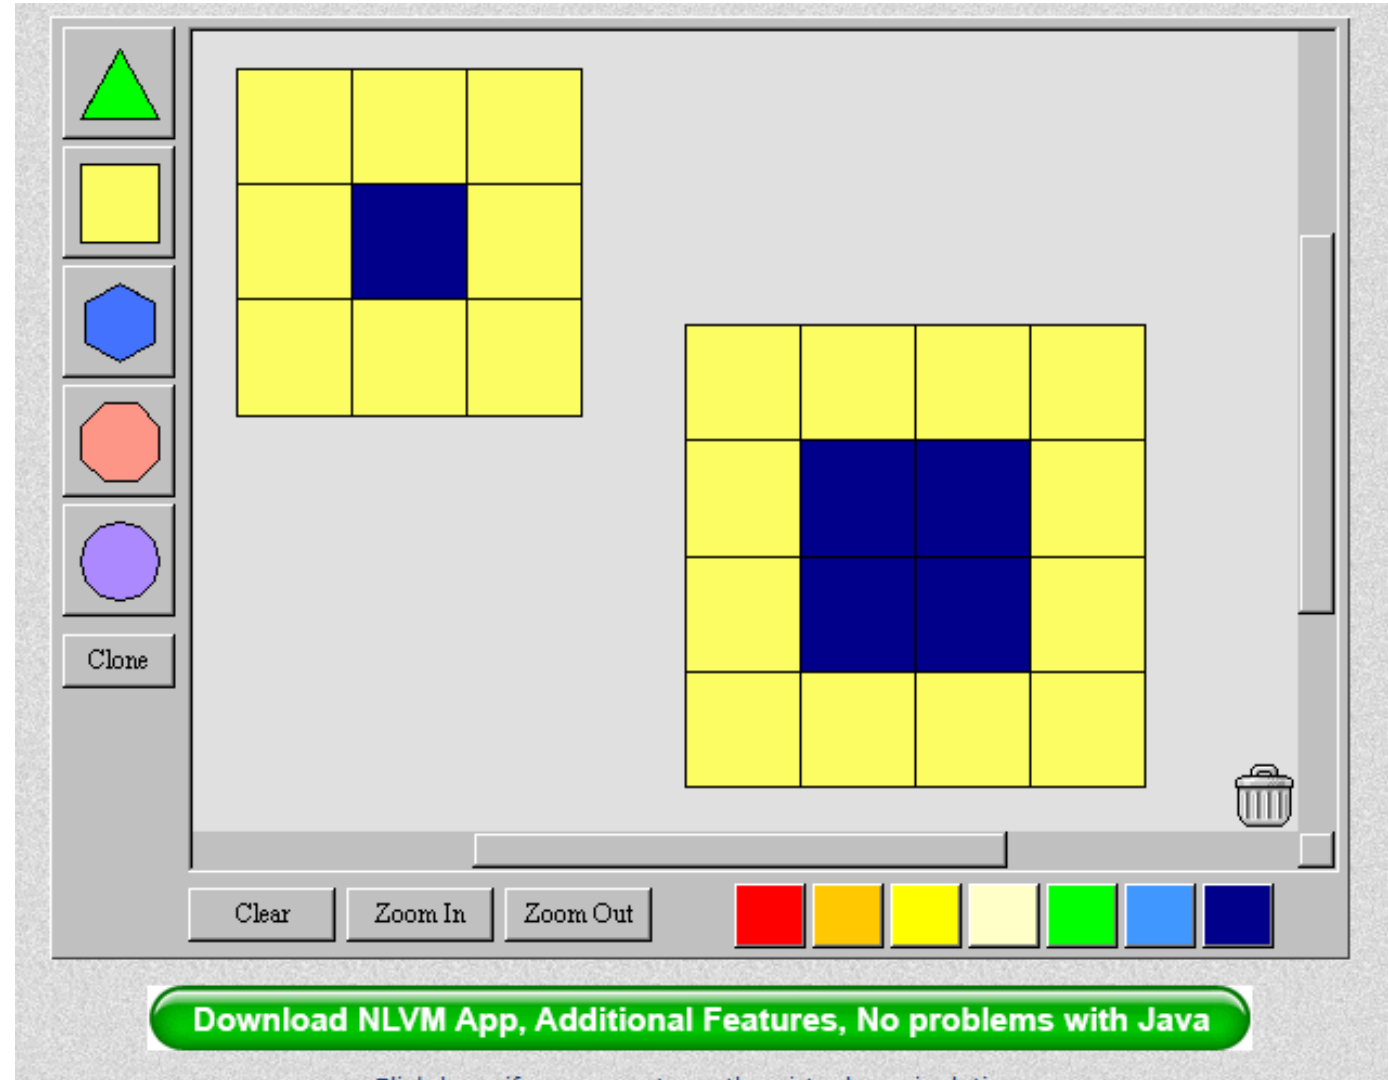 Clone
Clear
Zoom In
Zoom Out
Download NLVM App, Additional Features, No problems with Java